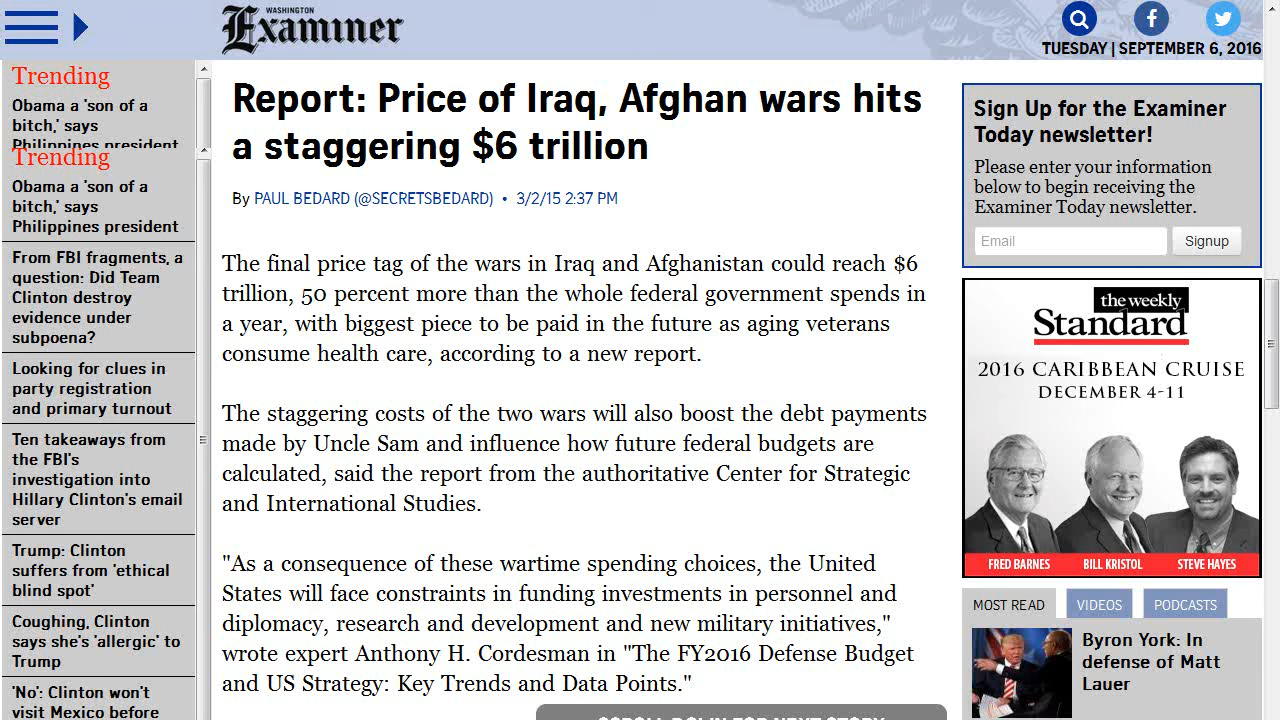 WASHINGTON
Examiner
TUESDAY | SEPTEMBER 6, 2016
Trending
Obama a 'son of a
bitch,' says
Philippines president
Trending
Obama a 'son of a
bitch,' says
Philippines president
From FBI fragments, a
question: Did Team
Clinton destroy
evidence under
subpoena?
Looking for clues in
party registration
and primary turnout
Ten takeaways from
the FBI's
investigation into
Hillary Clinton's email
server
Trump: Clinton
suffers from 'ethical
blind spot'
Coughing, Clinton
says she's 'allergic' to
Trump
'No': Clinton won't
visit Mexico before
Report: Price of Iraq, Afghan wars hits
a staggering $6 trillion
By PAUL BEDARD (@SECRETSBEDARD) • 3/2/15 2:37 PM
The final price tag of the wars in Iraq and Afghanistan could reach $6
trillion, 50 percent more than the whole federal government spends in
a year, with biggest piece to be paid in the future as aging veterans
consume health care, according to a new report.
The staggering costs of the two wars will also boost the debt payments
made by Uncle Sam and influence how future federal budgets are
calculated, said the report from the authoritative Center for Strategic
and International Studies.
"As a consequence of these wartime spending choices, the United
States will face constraints in funding investments in personnel and
diplomacy, research and development and new military initiatives,"
wrote expert Anthony H. Cordesman in "The FY2016 Defense Budget
and US Strategy: Key Trends and Data Points."
SCROLL DOWN FOR NEXT STORY
Sign Up for the Examiner
Today newsletter!
Please enter your information
below to begin receiving the
Examiner Today newsletter.
Email
Signup
the weekly
Standard
2016 CARIBBEAN CRUISE
DECEMBER 4-11
FRED BARNES BILL KRISTOL STEVE HAYES
MOST READ VIDEOS PODCASTS
Byron York: In
defense of Matt
Lauer